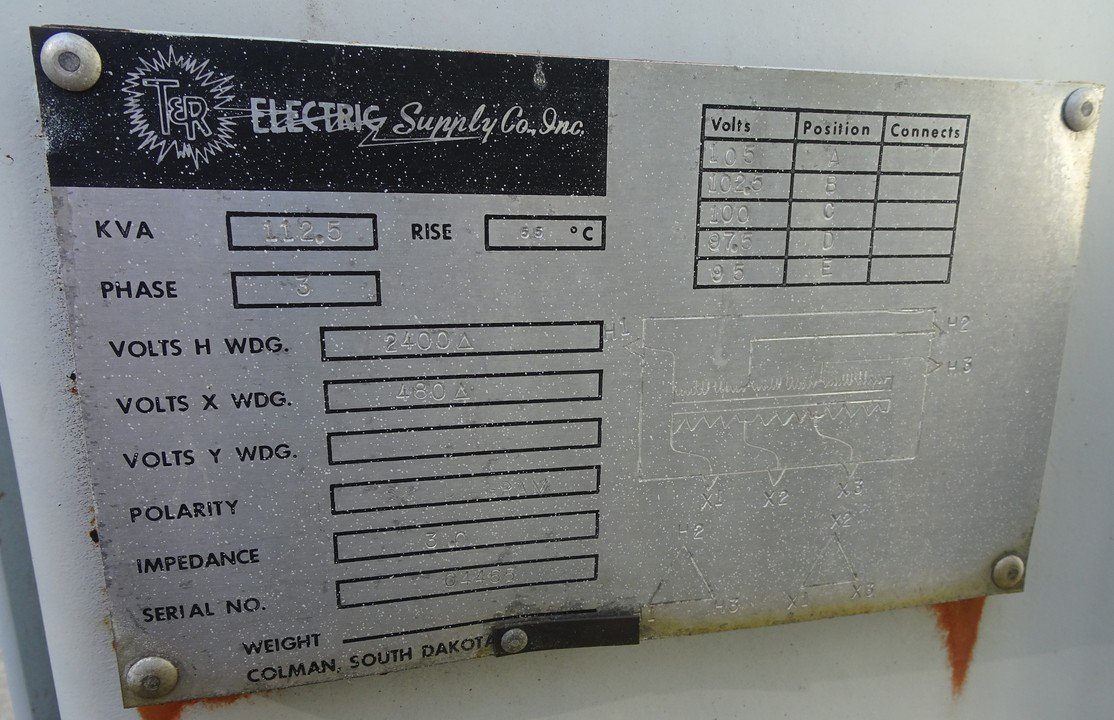 T&R ELECTRIC Supply Co., Inc.
KVA 112.5 RISE 55 °C
PHASE 3
VOLTS H WDG. 2400 Δ
VOLTS X WDG. 480 Δ
VOLTS Y WDG.
POLARITY
IMPEDANCE
SERIAL NO.
WEIGHT
COLMAN, SOUTH DAKOTA
Volts Position Connects
105 A
102.5 B
100 C
97.5 D
95 E
H1 H2
H3
X1 X2 X3
H2 X2
H3 X1 X3